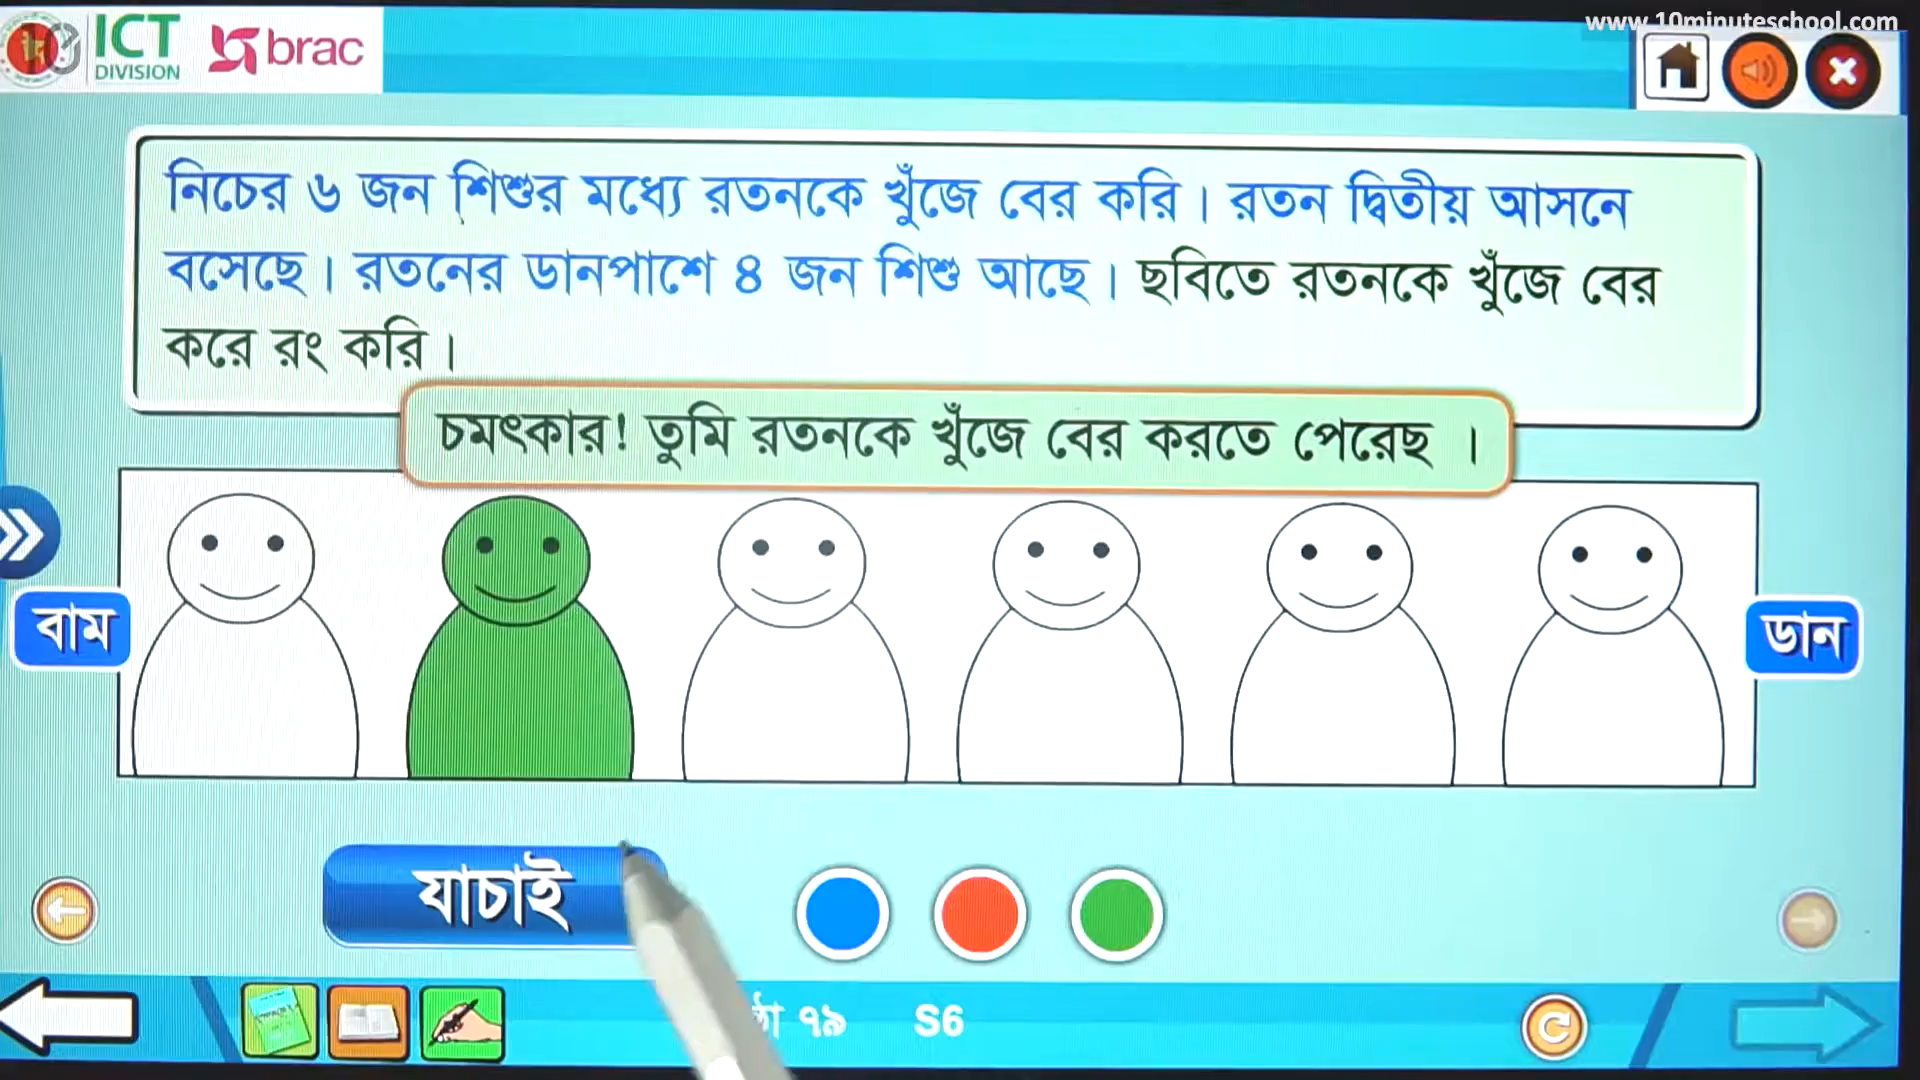 www.10minuteschool.com
ICT
DIVISION
brac
নিচের ৬ জন শিশুর মধ্যে রতনকে খুঁজে বের করি। রতন দ্বিতীয় আসনে
বসেছে। রতনের ডানপাশে ৪ জন শিশু আছে। ছবিতে রতনকে খুঁজে বের
করে রং করি।
চমৎকার! তুমি রতনকে খুঁজে বের করতে পেরেছ ।
বাম
ডান
যাচাই
৭৯ S6